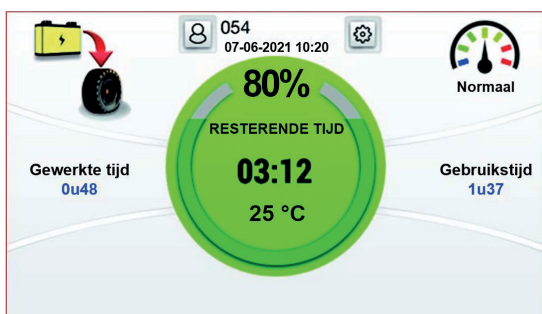 054
07-06-2021 10:20
80%
Normaal
RESTERENDE TIJD
03:12
25 °C
Gewerkte tijd
0u48
Gebruikstijd
1u37